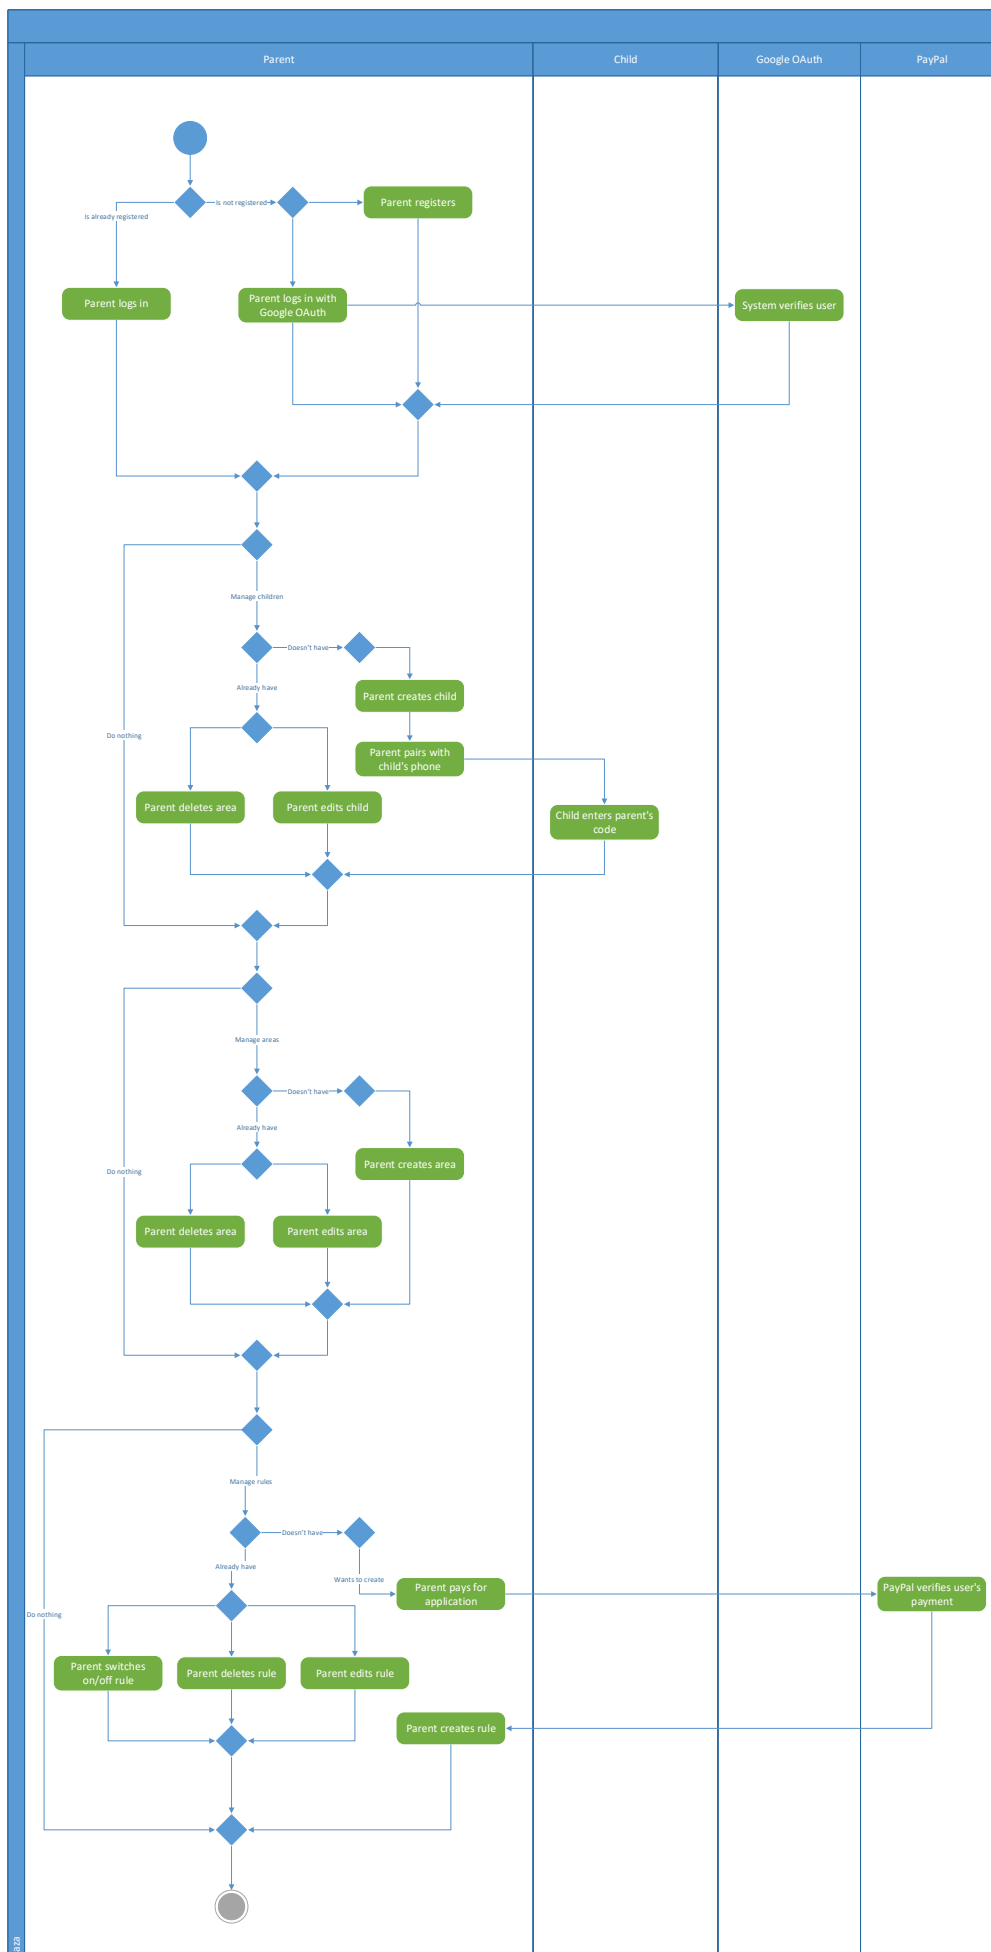 Parent
Child
Google OAuth
PayPal
Is not registered
Parent registers
Is already registered
Parent logs in
Parent logs in with
Google OAuth
System verifies user
Manage children
Doesn't have
Already have
Parent creates child
Do nothing
Parent pairs with
child's phone
Parent deletes area
Parent edits child
Child enters parent's
code
Manage areas
Doesn't have
Already have
Parent creates area
Do nothing
Parent deletes area
Parent edits area
Manage rules
Doesn't have
Already have
Wants to create
Parent pays for
application
PayPal verifies user's
payment
Do nothing
Parent switches
on/off rule
Parent deletes rule
Parent edits rule
Parent creates rule